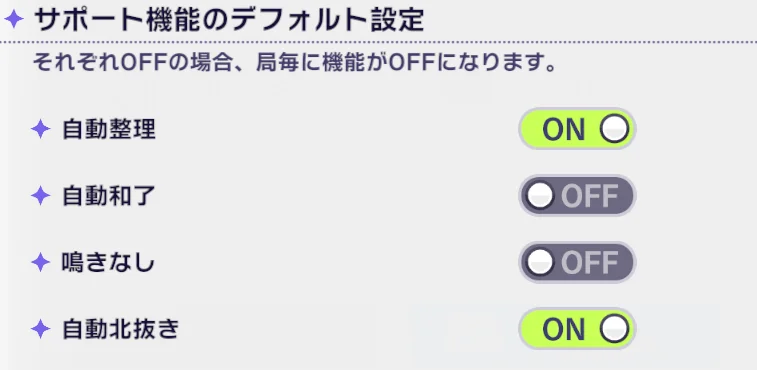 サポート機能のデフォルト設定
それぞれOFFの場合、局毎に機能がOFFになります。
自動整理 ON
自動和了 OFF
鳴きなし OFF
自動北抜き ON